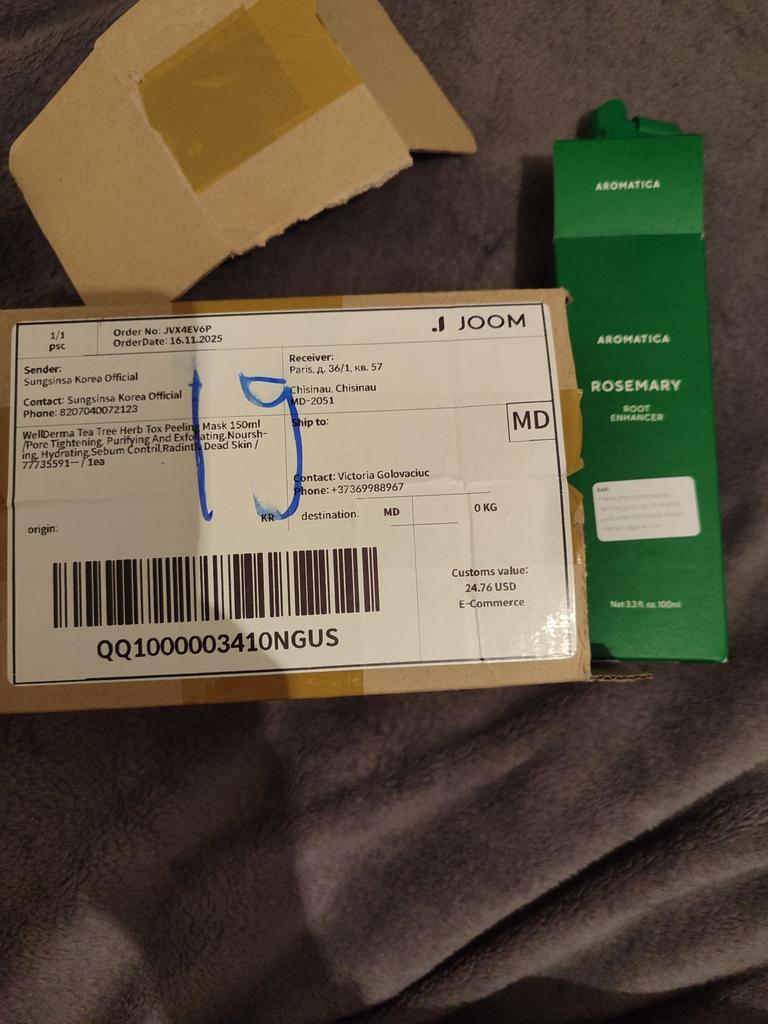 1/1
psc
Order No: JVX4EV6P
OrderDate: 16.11.2025
JOOM
Sender:
Sungsinsa Korea Official
Contact: Sungsinsa Korea Official
Phone: 8207040072123
Receiver:
Paris, д. 36/1, кв. 57
Chisinau, Chisinau
MD-2051
WellDerma Tea Tree Herb Tox Peeling Mask 150ml
/Pore Tightening, Purifying And Exfoliating,Nourish-
ing, Hydrating,Sebum Contril,Radint& Dead Skin /
77735591-- / 1ea
Ship to:
MD
Contact: Victoria Golovaciuc
Phone: +37369988967
origin:
KR
destination:
MD
0 KG
19
Customs value:
24.76 USD
E-Commerce
QQ1000003410NGUS
AROMATICA
AROMATICA
ROSEMARY
ROOT
ENHANCER
Net 3.3 fl. oz. 100ml